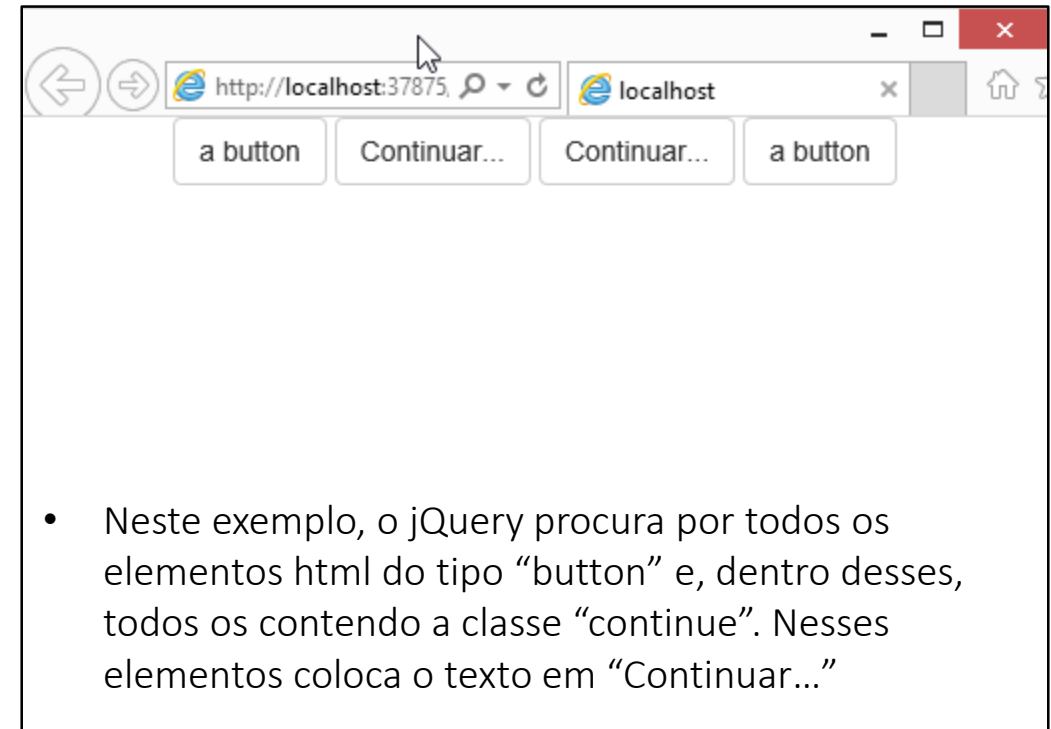 http://localhost:37875,
localhost
a button
Continuar...
Continuar...
a button
• Neste exemplo, o jQuery procura por todos os
elementos html do tipo “button” e, dentro desses,
todos os contendo a classe “continue”. Nesses
elementos coloca o texto em “Continuar…”